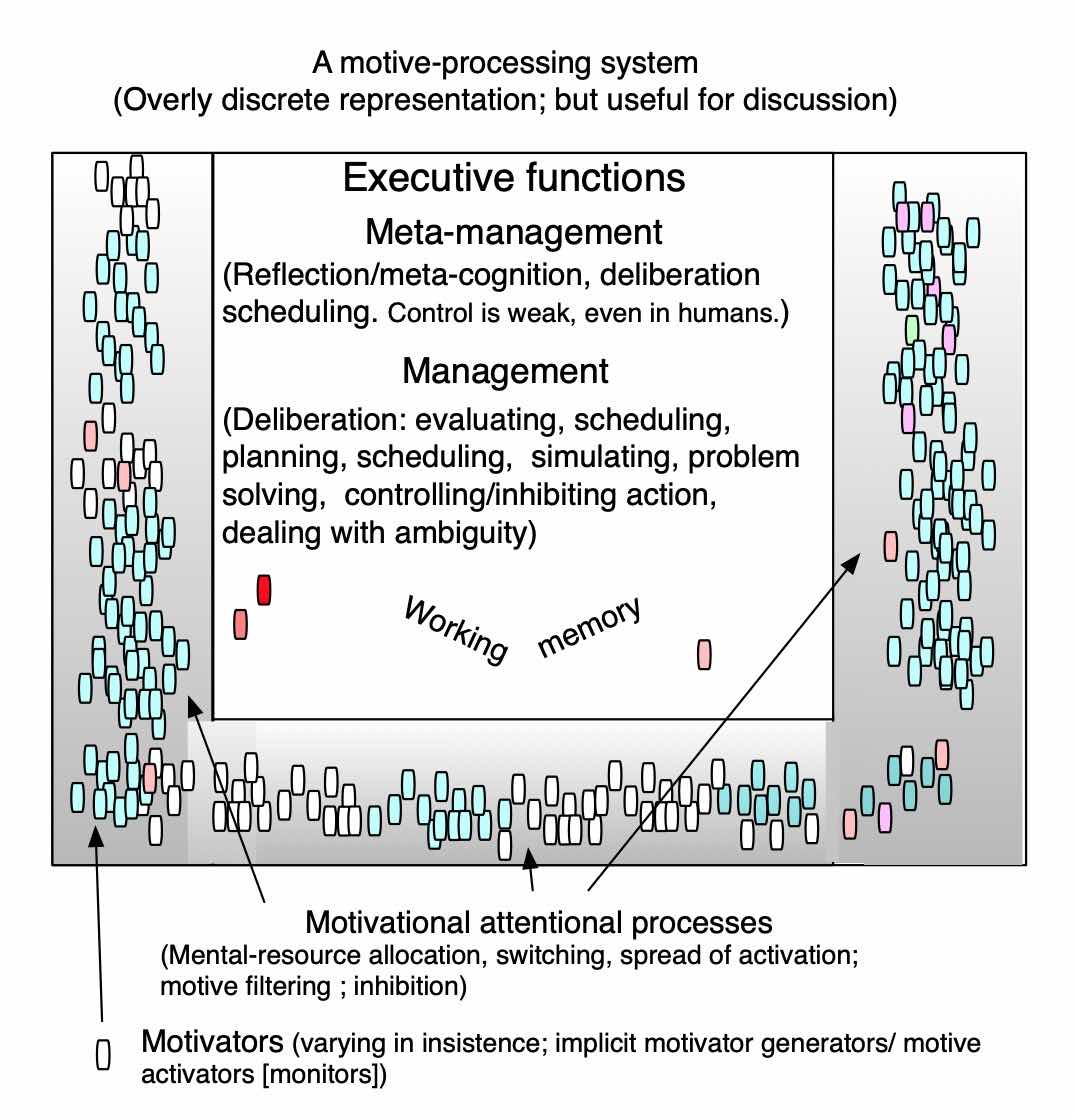 A motive-processing system
(Overly discrete representation; but useful for discussion)
Executive functions
Meta-management
(Reflection/meta-cognition, deliberation
scheduling. Control is weak, even in humans.)
Management
(Deliberation: evaluating, scheduling,
planning, scheduling, simulating, problem
solving, controlling/inhibiting action,
dealing with ambiguity)
Working memory
Motivational attentional processes
(Mental-resource allocation, switching, spread of activation;
motive filtering ; inhibition)
Motivators (varying in insistence; implicit motivator generators/ motive
activators [monitors])